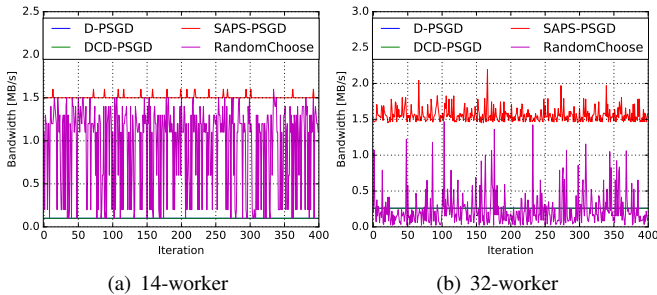 D-PSGD SAPS-PSGD
DCD-PSGD RandomChoose
Bandwidth [MB/s]
2.5
2.0
1.5
1.0
0.5
0.0
0 50 100 150 200 250 300 350 400
Iteration
(a) 14-worker
D-PSGD SAPS-PSGD
DCD-PSGD RandomChoose
Bandwidth [MB/s]
3.0
2.5
2.0
1.5
1.0
0.5
0.0
0 50 100 150 200 250 300 350 400
Iteration
(b) 32-worker